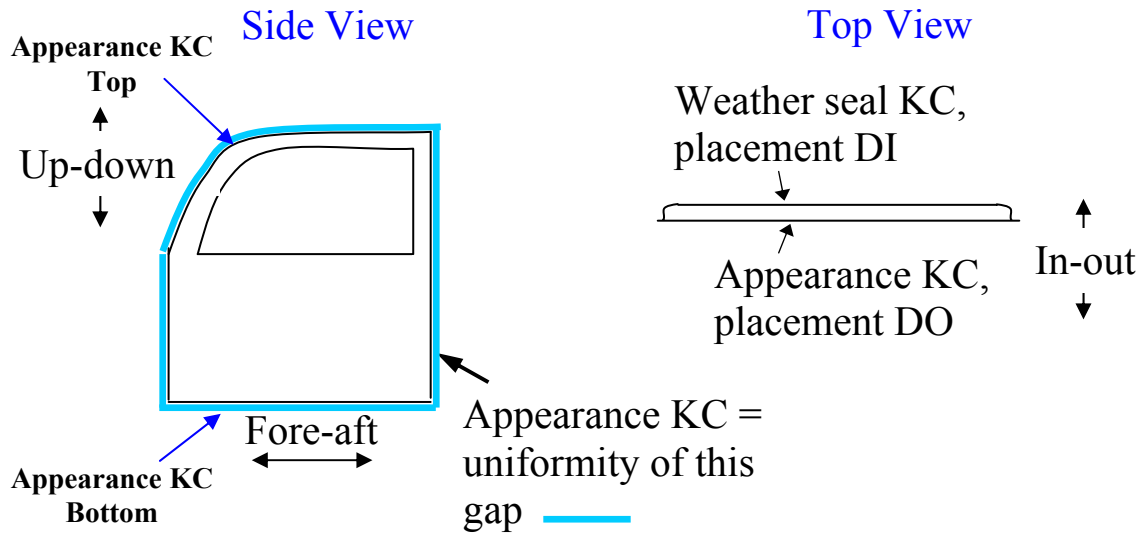 Side View
Appearance KC
Top
Up-down
Fore-aft
Appearance KC
Bottom
Appearance KC =
uniformity of this
gap
Top View
Weather seal KC,
placement DI
Appearance KC,
placement DO
In-out